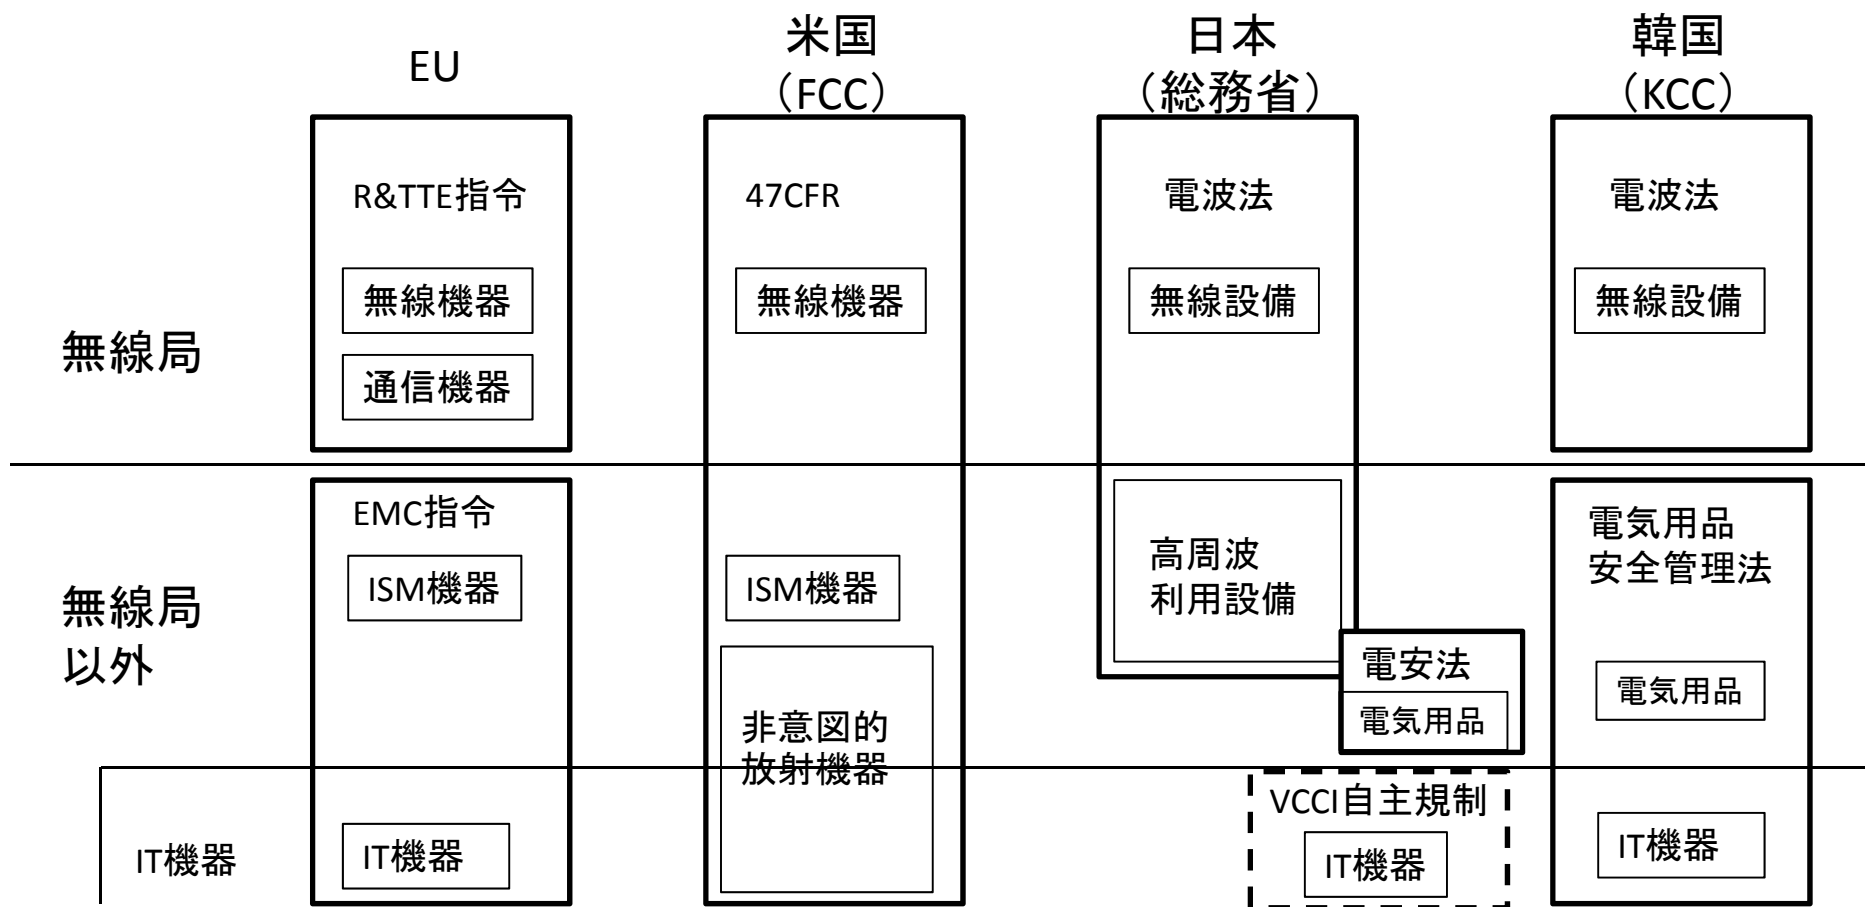 EU
米国
（FCC）
日本
（総務省）
韓国
（KCC）
無線局
R&TTE指令
無線機器
通信機器
47CFR
無線機器
電波法
無線設備
電波法
無線設備
無線局
以外
EMC指令
ISM機器
ISM機器
非意図的
放射機器
高周波
利用設備
電安法
電気用品
電気用品
安全管理法
電気用品
IT機器
IT機器
VCCI自主規制
IT機器
IT機器